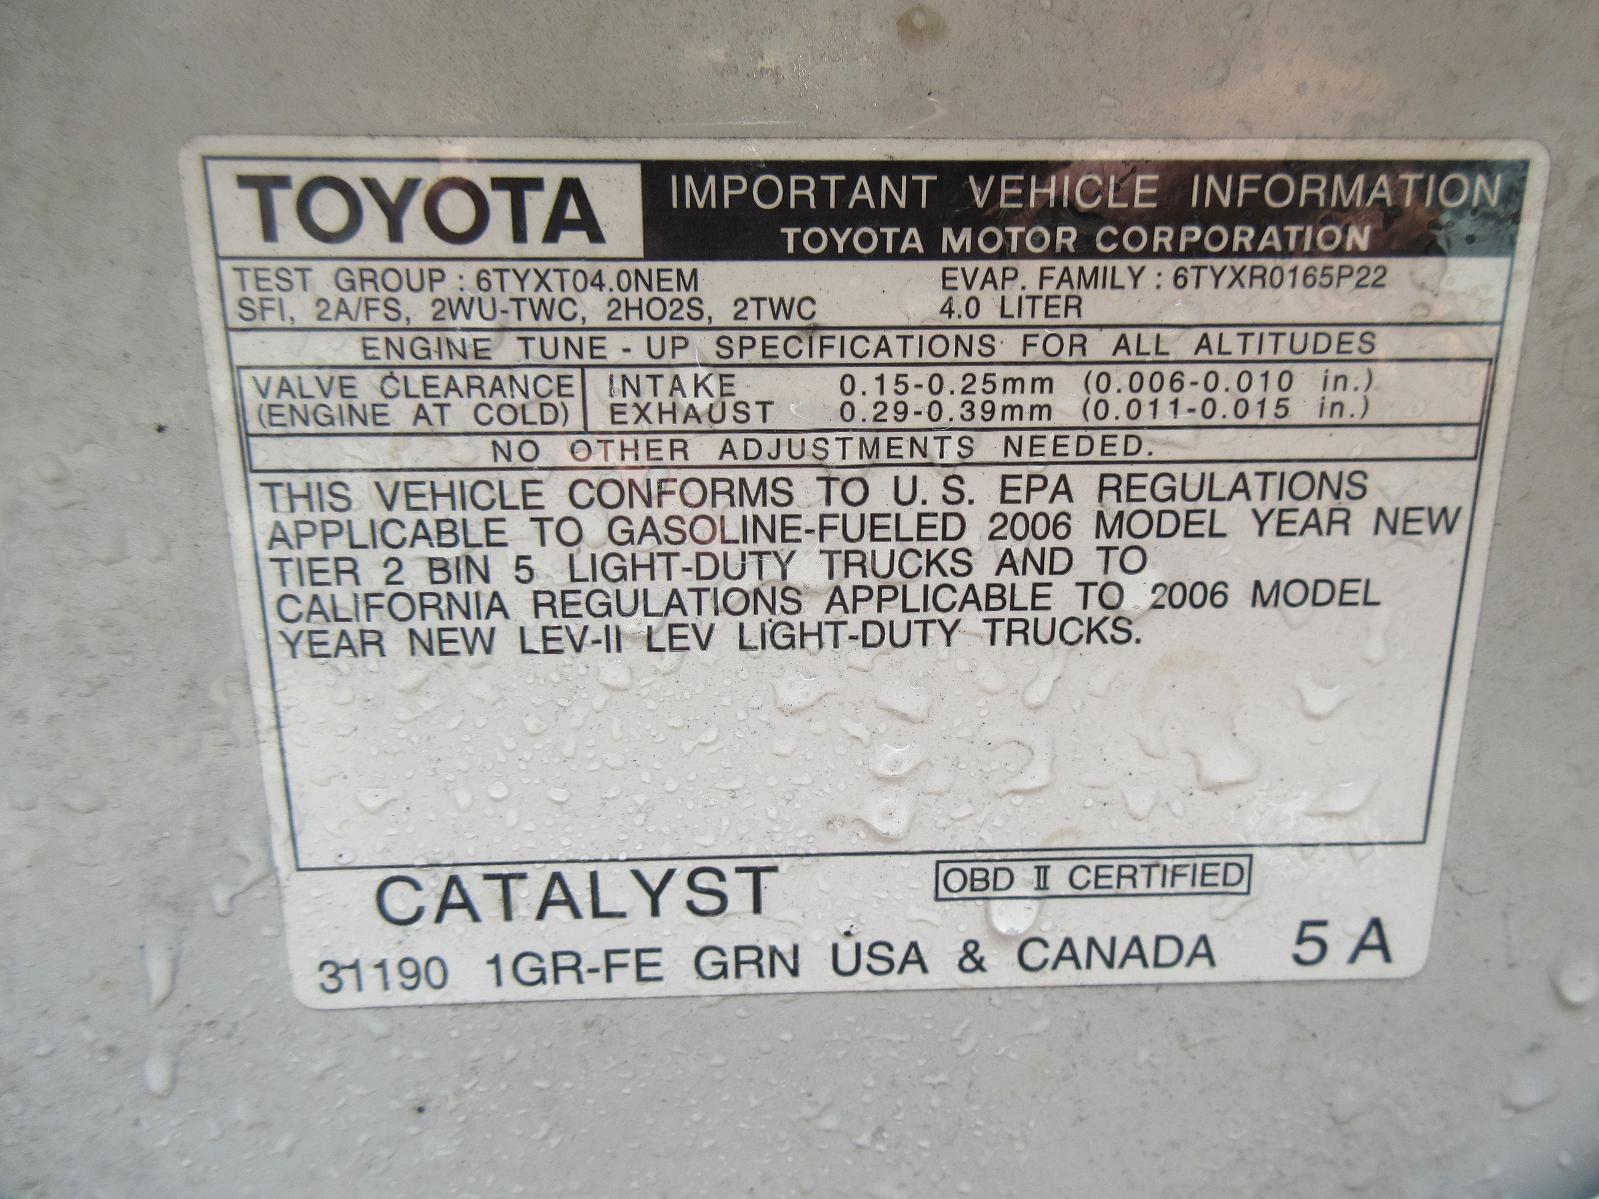 TOYOTA IMPORTANT VEHICLE INFORMATION
TOYOTA MOTOR CORPORATION
TEST GROUP : 6TYXT04.0NEM EVAP. FAMILY : 6TYXR0165P22
SFI, 2A/FS, 2WU-TWC, 2HO2S, 2TWC 4.0 LITER
ENGINE TUNE - UP SPECIFICATIONS FOR ALL ALTITUDES
VALVE CLEARANCE INTAKE 0.15-0.25mm (0.006-0.010 in.)
(ENGINE AT COLD) EXHAUST 0.29-0.39mm (0.011-0.015 in.)
NO OTHER ADJUSTMENTS NEEDED.
THIS VEHICLE CONFORMS TO U. S. EPA REGULATIONS
APPLICABLE TO GASOLINE-FUELED 2006 MODEL YEAR NEW
TIER 2 BIN 5 LIGHT-DUTY TRUCKS AND TO
CALIFORNIA REGULATIONS APPLICABLE TO 2006 MODEL
YEAR NEW LEV-II LEV LIGHT-DUTY TRUCKS.
CATALYST OBD II CERTIFIED
31190 1GR-FE GRN USA & CANADA 5 A